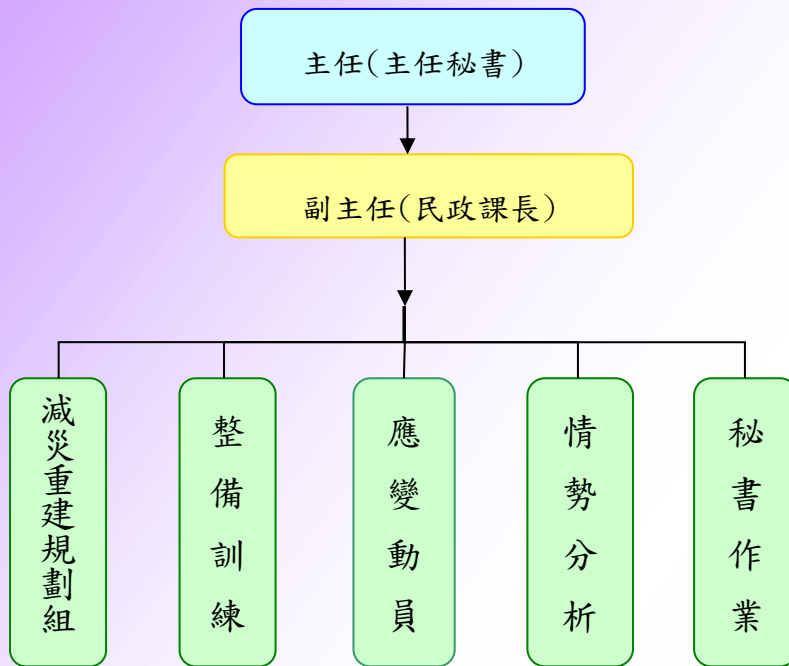 主任(主任秘書)
副主任(民政課長)
減災重建規劃組
整備訓練
應變動員
情勢分析
秘書作業